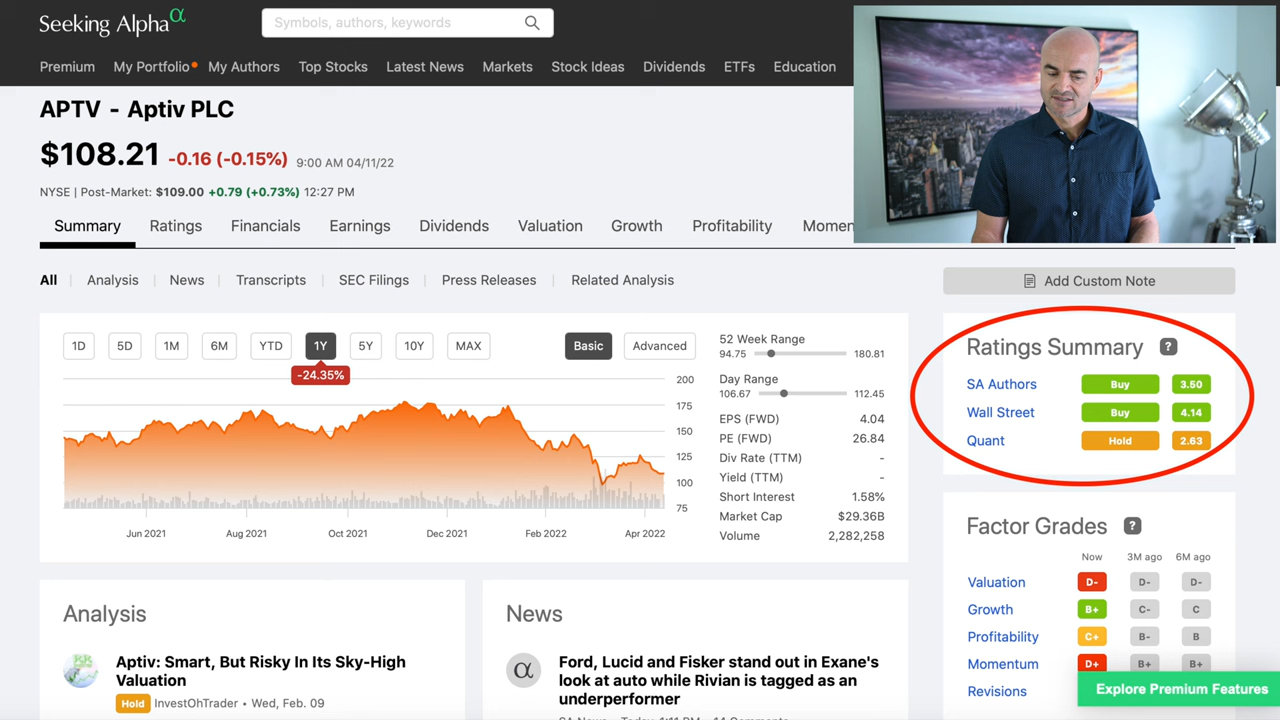 Seeking Alpha α
Symbols, authors, keywords
Premium My Portfolio My Authors Top Stocks Latest News Markets Stock Ideas Dividends ETFs Education
APTV - Aptiv PLC
$108.21 -0.16 (-0.15%) 9:00 AM 04/11/22
NYSE | Post-Market: $109.00 +0.79 (+0.73%) 12:27 PM
Summary Ratings Financials Earnings Dividends Valuation Growth Profitability Momen
All Analysis News Transcripts SEC Filings Press Releases Related Analysis
Add Custom Note
1D 5D 1M 6M YTD 1Y 5Y 10Y MAX Basic Advanced
-24.35%
200
175
150
125
100
75
Jun 2021 Aug 2021 Oct 2021 Dec 2021 Feb 2022 Apr 2022
52 Week Range
94.75 180.81
Day Range
106.67 112.45
EPS (FWD) 4.04
PE (FWD) 26.84
Div Rate (TTM) -
Yield (TTM) -
Short Interest 1.58%
Market Cap $29.36B
Volume 2,282,258
Ratings Summary ?
SA Authors Buy 3.50
Wall Street Buy 4.14
Quant Hold 2.63
Factor Grades ?
Now 3M ago 6M ago
Valuation D- D- D-
Growth B+ C- C
Profitability C+ B- B
Momentum D+ B+ B+
Revisions
Explore Premium Features
Analysis
Aptiv: Smart, But Risky In Its Sky-High
Valuation
Hold InvestOhTrader • Wed, Feb. 09
News
α
Ford, Lucid and Fisker stand out in Exane's
look at auto while Rivian is tagged as an
underperformer
SA News • Today, 1:11 PM • 14 Comments